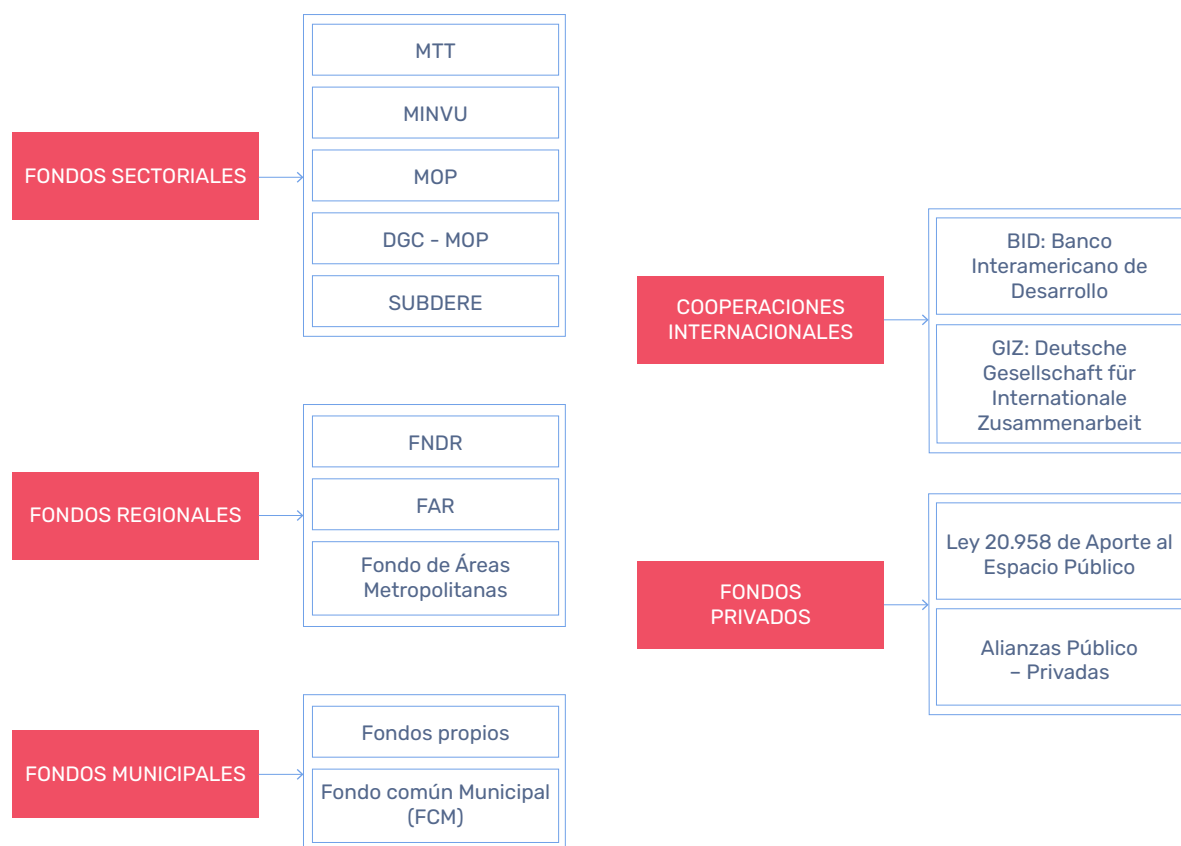 FONDOS SECTORIALES
MTT
MINVU
MOP
DGC - MOP
SUBDERE
FONDOS REGIONALES
FNDR
FAR
Fondo de Áreas
Metropolitanas
FONDOS MUNICIPALES
Fondos propios
Fondo común Municipal
(FCM)
COOPERACIONES
INTERNACIONALES
BID: Banco
Interamericano de
Desarrollo
GIZ: Deutsche
Gesellschaft für
Internationale
Zusammenarbeit
FONDOS
PRIVADOS
Ley 20.958 de Aporte al
Espacio Público
Alianzas Público
– Privadas